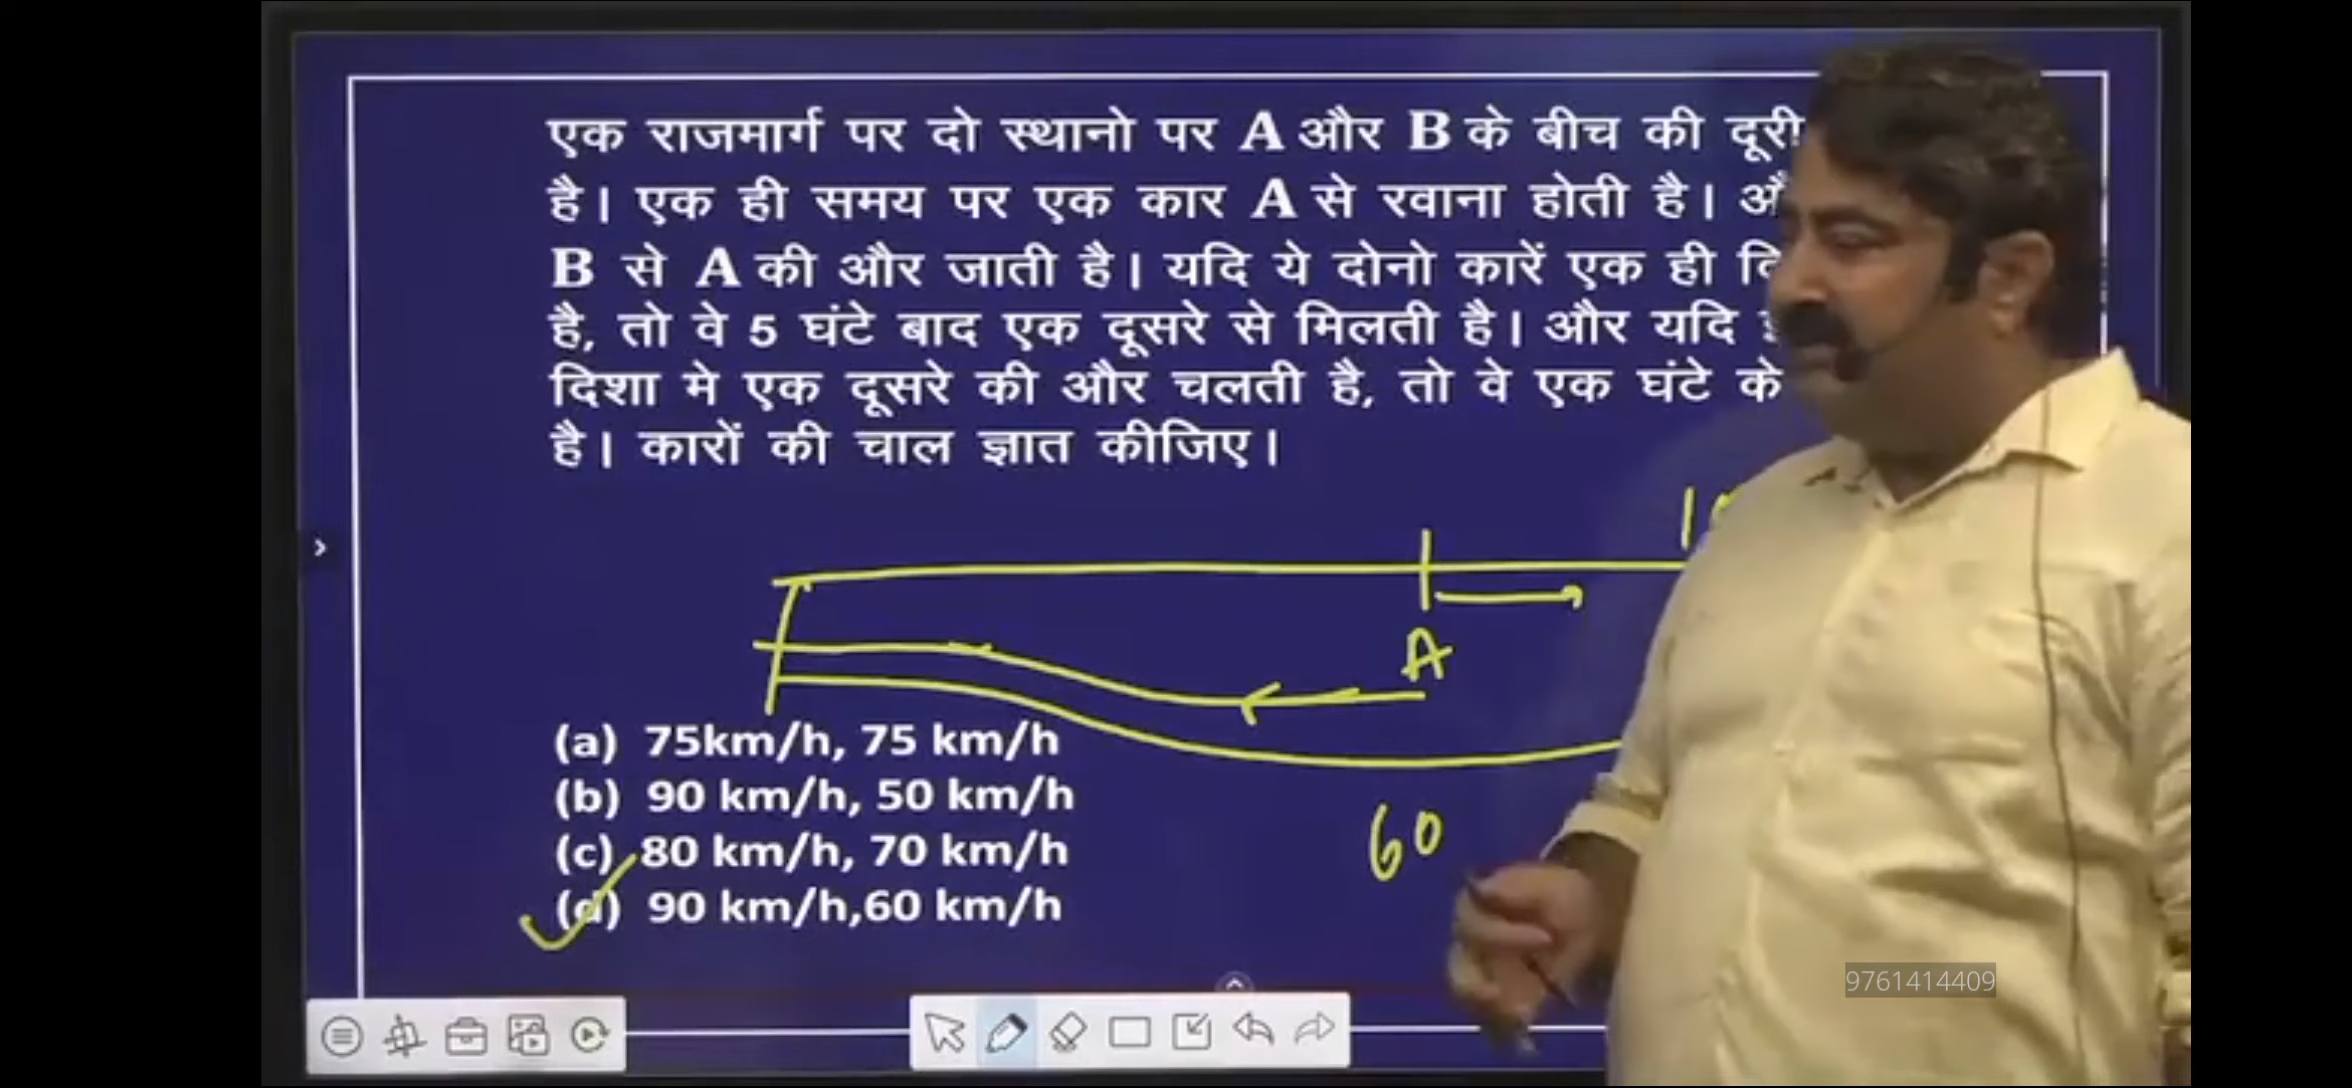 एक राजमार्ग पर दो स्थानो पर A और B के बीच की दूरी
है। एक ही समय पर एक कार A से रवाना होती है।
B से A की और जाती है। यदि ये दोनो कारें एक ही
है, तो वे 5 घंटे बाद एक दूसरे से मिलती है। और यदि
दिशा मे एक दूसरे की और चलती है, तो वे एक घंटे के
है। कारों की चाल ज्ञात कीजिए।
A
(a) 75km/h, 75 km/h
(b) 90 km/h, 50 km/h
60
(c) 80 km/h, 70 km/h
(d) 90 km/h,60 km/h
9761414409